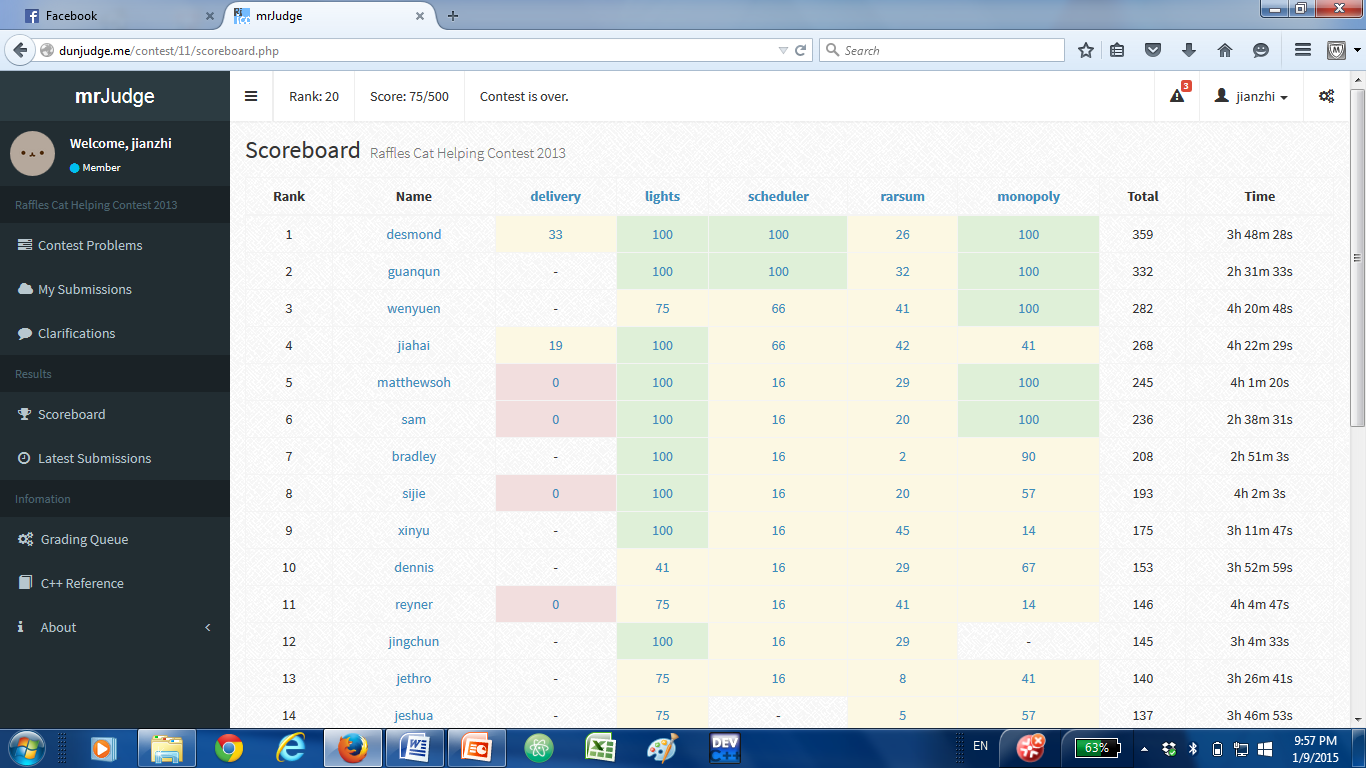 Facebook
mrJudge
dunjudge.me/contest/11/scoreboard.php
Search
mrJudge
Rank: 20 Score: 75/500 Contest is over. 3 jianzhi
Welcome, jianzhi
Member
Raffles Cat Helping Contest 2013
Contest Problems
My Submissions
Clarifications
Results
Scoreboard
Latest Submissions
Infomation
Grading Queue
C++ Reference
About
Scoreboard Raffles Cat Helping Contest 2013
Rank Name delivery lights scheduler rarsum monopoly Total Time
1 desmond 33 100 100 26 100 359 3h 48m 28s
2 guanqun - 100 100 32 100 332 2h 31m 33s
3 wenyuen - 75 66 41 100 282 4h 20m 48s
4 jiahai 19 100 66 42 41 268 4h 22m 29s
5 matthewsoh 0 100 16 29 100 245 4h 1m 20s
6 sam 0 100 16 20 100 236 2h 38m 31s
7 bradley - 100 16 2 90 208 2h 51m 3s
8 sijie 0 100 16 20 57 193 4h 2m 3s
9 xinyu - 100 16 45 14 175 3h 11m 47s
10 dennis - 41 16 29 67 153 3h 52m 59s
11 reyner 0 75 16 41 14 146 4h 4m 47s
12 jingchun - 100 16 29 - 145 3h 4m 33s
13 jethro - 75 16 8 41 140 3h 26m 41s
14 jeshua - 75 - 5 57 137 3h 46m 53s
DEV
C++
EN
63%
9:57 PM
1/9/2015